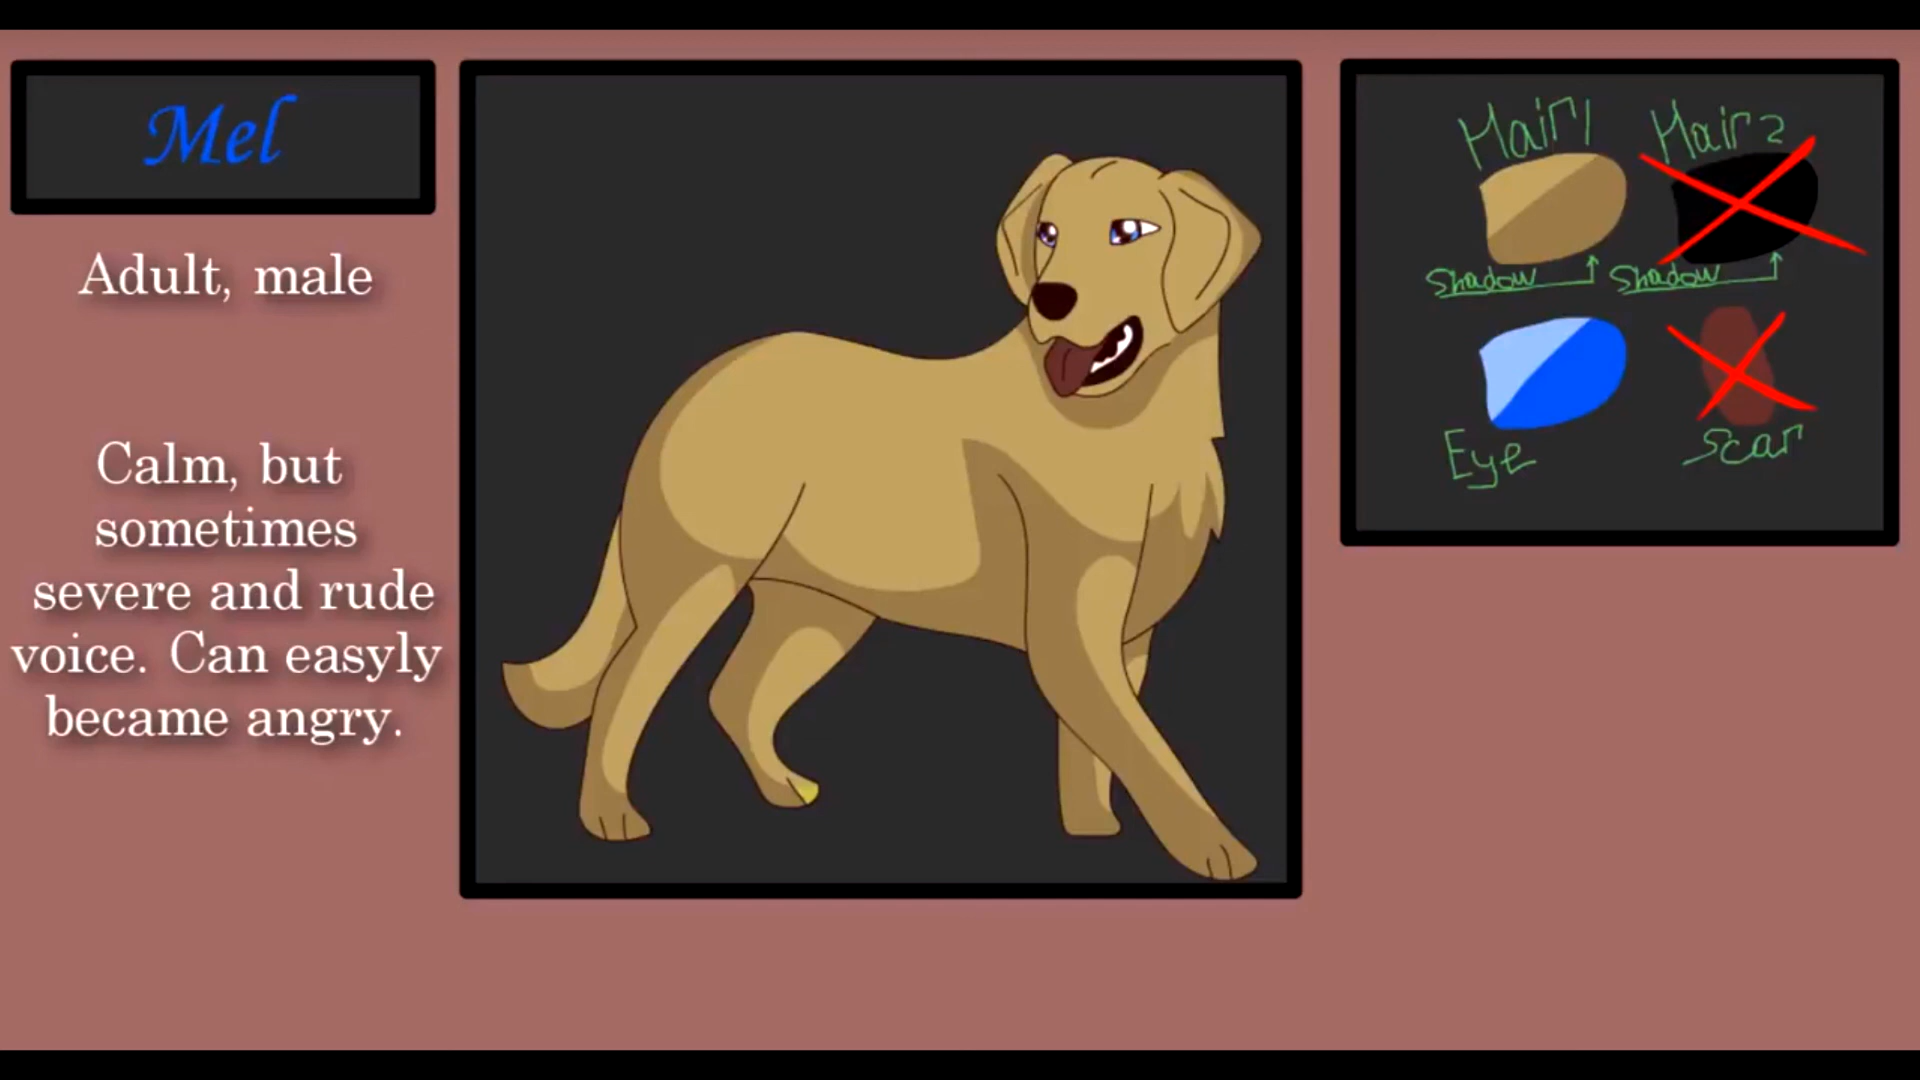 Mel
Adult, male
Calm, but
sometimes
severe and rude
voice. Can easyly
became angry.
Hair1 Hair2
Shadow Shadow
Eye Scar